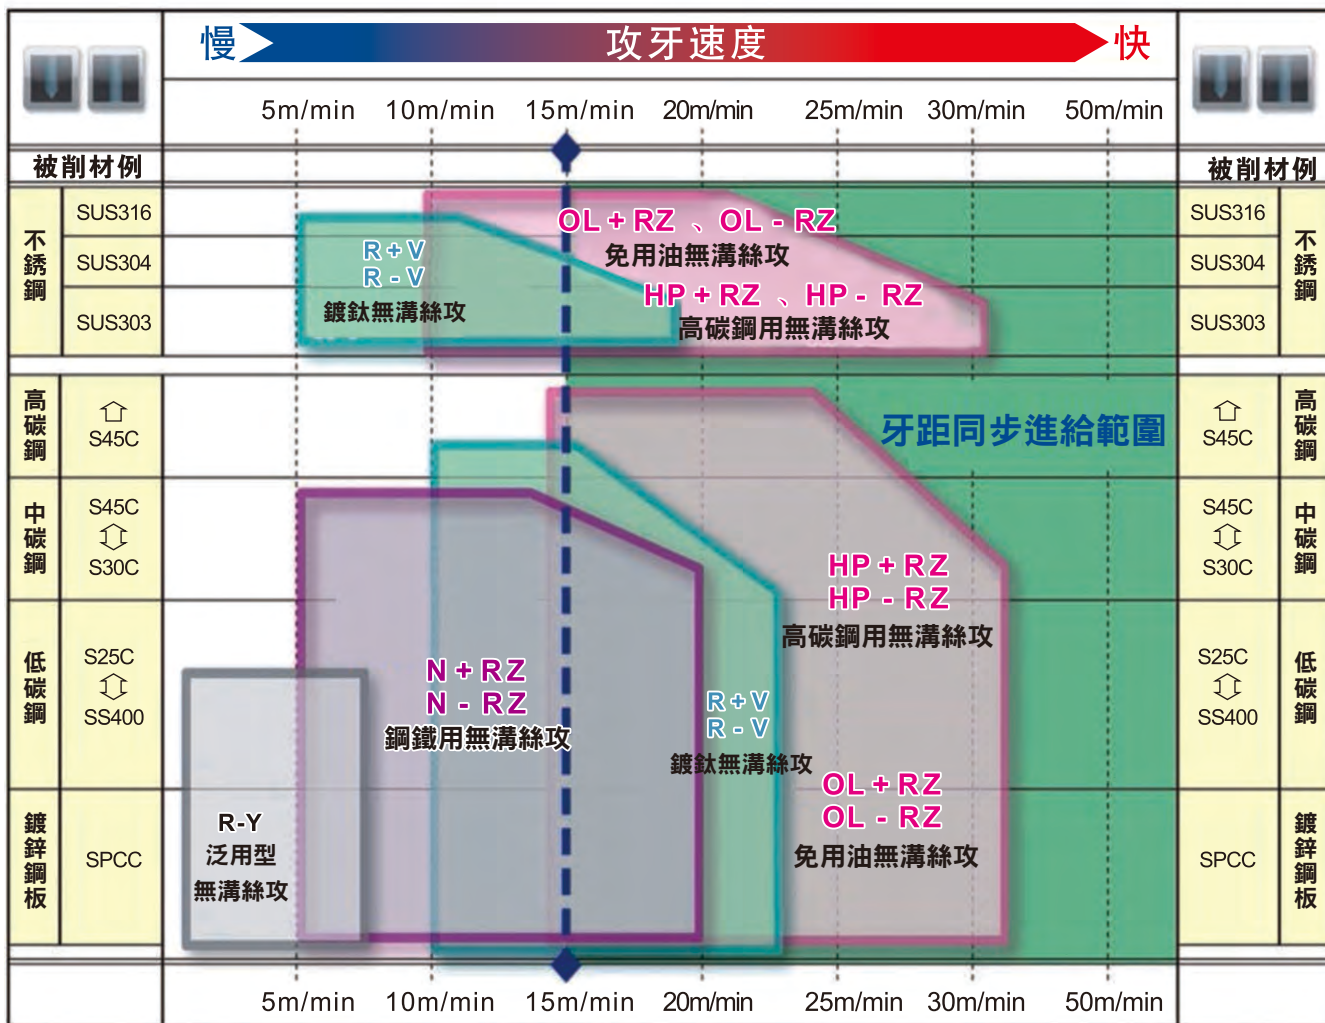 慢 攻牙速度 快
5m/min 10m/min 15m/min 20m/min 25m/min 30m/min 50m/min
被削材例 被削材例
不銹鋼
SUS316
SUS304
SUS303
高碳鋼
S45C
中碳鋼
S45C
S30C
低碳鋼
S25C
SS400
鍍鋅鋼板
SPCC
R+V
R-V
鍍鈦無溝絲攻
OL+RZ、OL-RZ
免用油無溝絲攻
HP+RZ、HP-RZ
高碳鋼用無溝絲攻
牙距同步進給範圍
HP+RZ
HP-RZ
高碳鋼用無溝絲攻
N+RZ
N-RZ
鋼鐵用無溝絲攻
R+V
R-V
鍍鈦無溝絲攻
OL+RZ
OL-RZ
免用油無溝絲攻
R-Y
泛用型
無溝絲攻
SUS316
SUS304
SUS303
不銹鋼
S45C
高碳鋼
S45C
S30C
中碳鋼
S25C
SS400
低碳鋼
SPCC
鍍鋅鋼板
5m/min 10m/min 15m/min 20m/min 25m/min 30m/min 50m/min